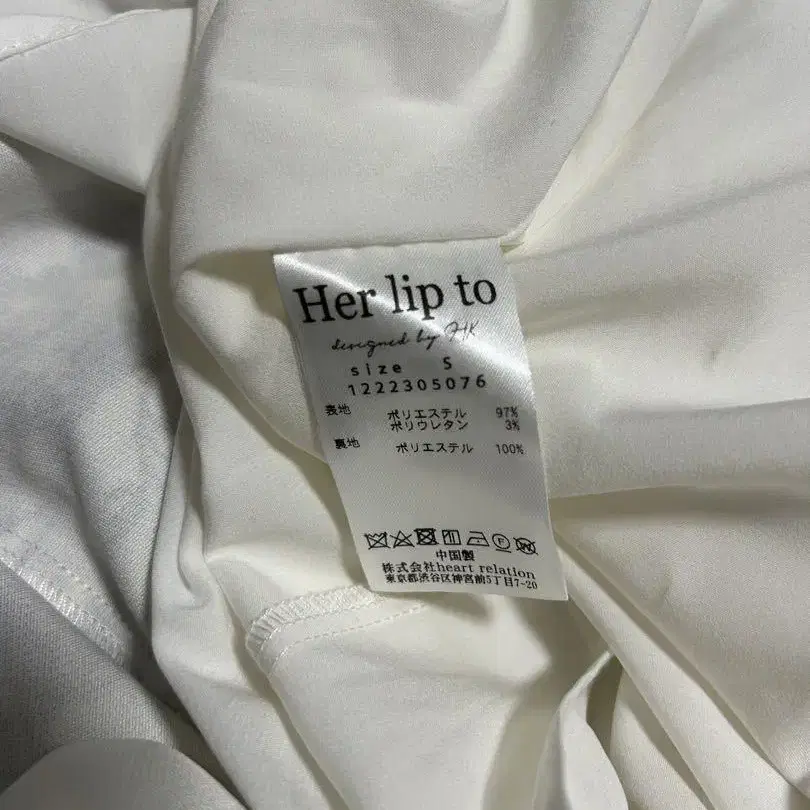 Her lip to
designed by HK
size S
1222305076
表地 ポリエステル 97%
ポリウレタン 3%
裏地 ポリエステル 100%
中国製
株式会社heart relation
東京都渋谷区神宮前5丁目7-20